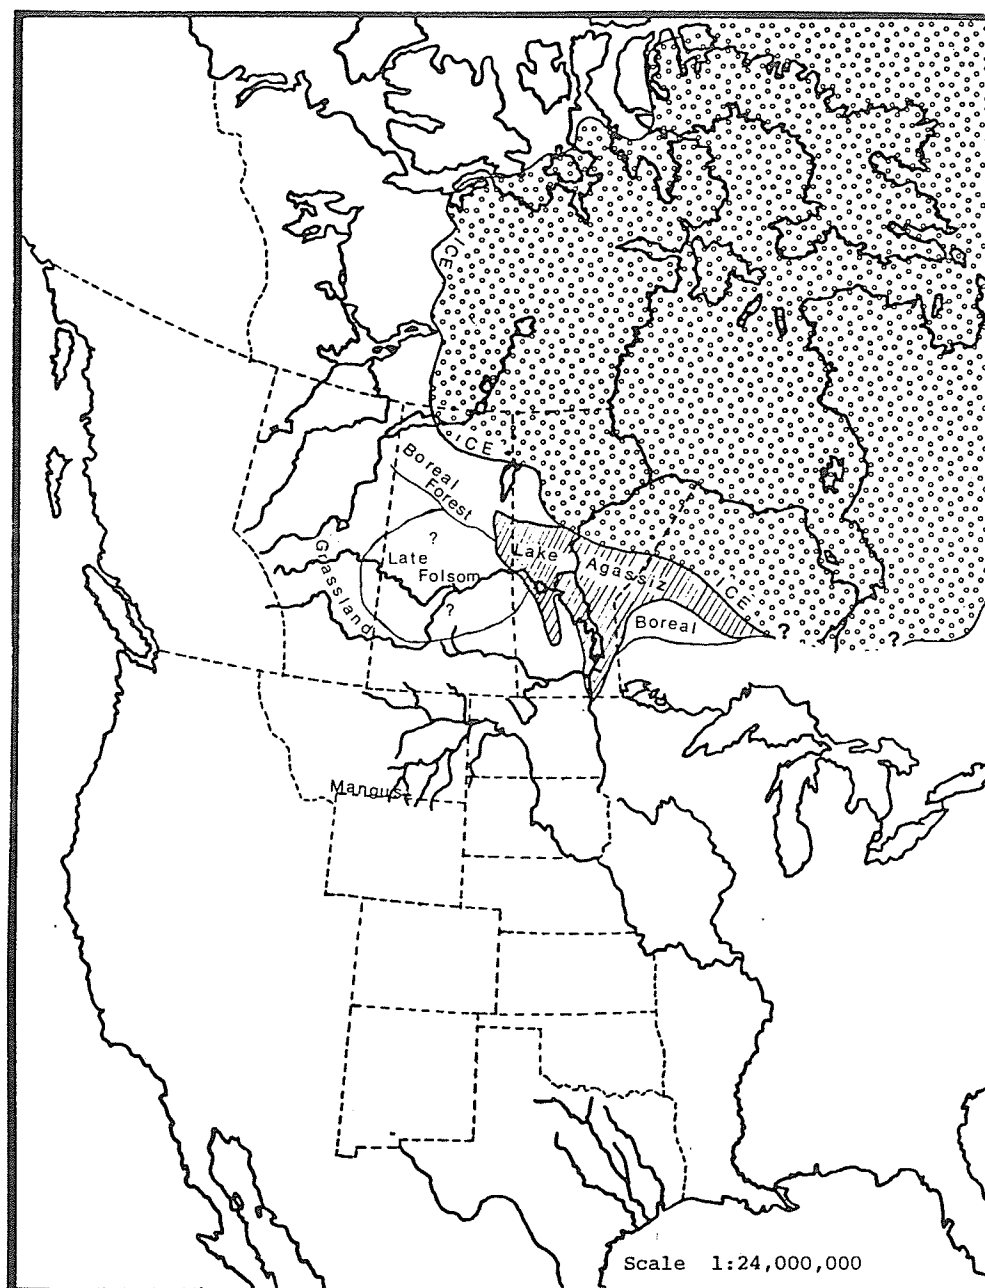 ICE
ICE
Boreal
Forest
?
Late
Folsom
?
Grassland
Lake
Agassiz
ICE
Boreal
?
?
Mangus
Scale 1:24,000,000